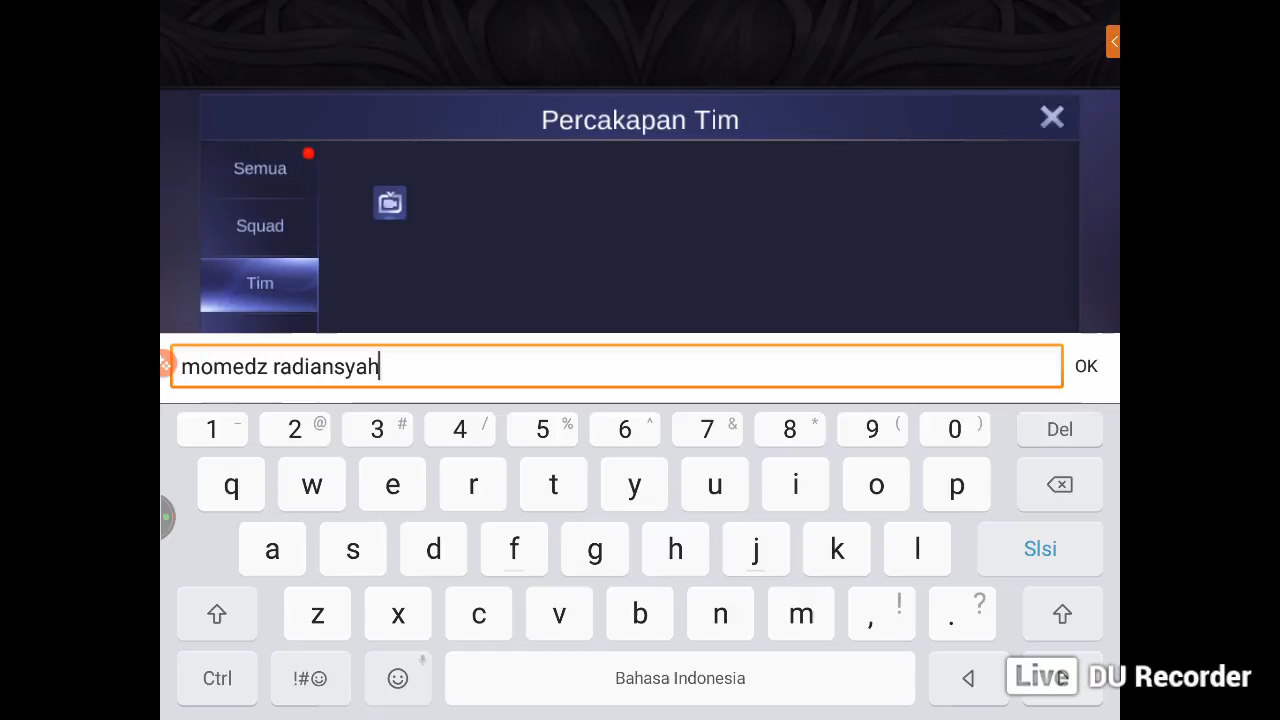 Percakapan Tim
Semua
Squad
Tim
momedz radiansyah
OK
1 - 2 @ 3 # 4 / 5 % 6 ^ 7 & 8 * 9 ( 0 ) Del
q w e r t y u i o p
a s d f g h j k l Slsi
z x c v b n m , ! . ?
Ctrl !#☺ Bahasa Indonesia
Live DU Recorder